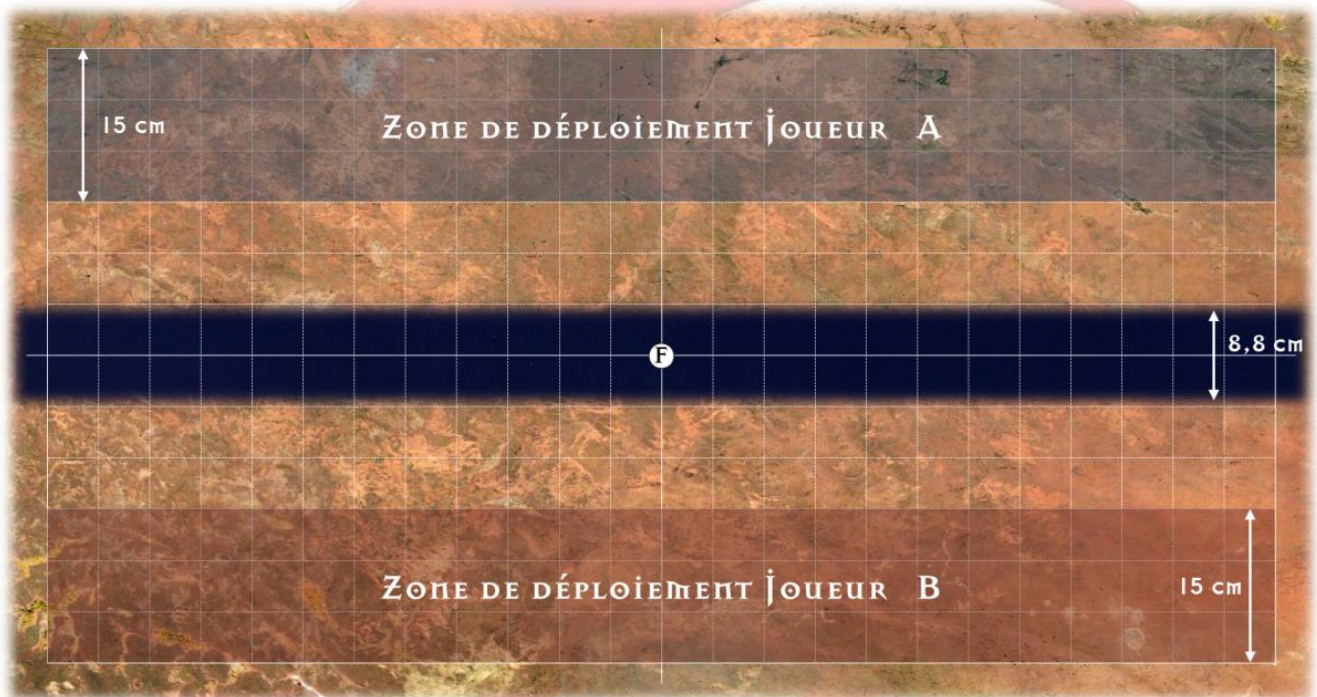 15 cm
Zone de déploiement Joueur A
8,8 cm
F
Zone de déploiement Joueur B
15 cm